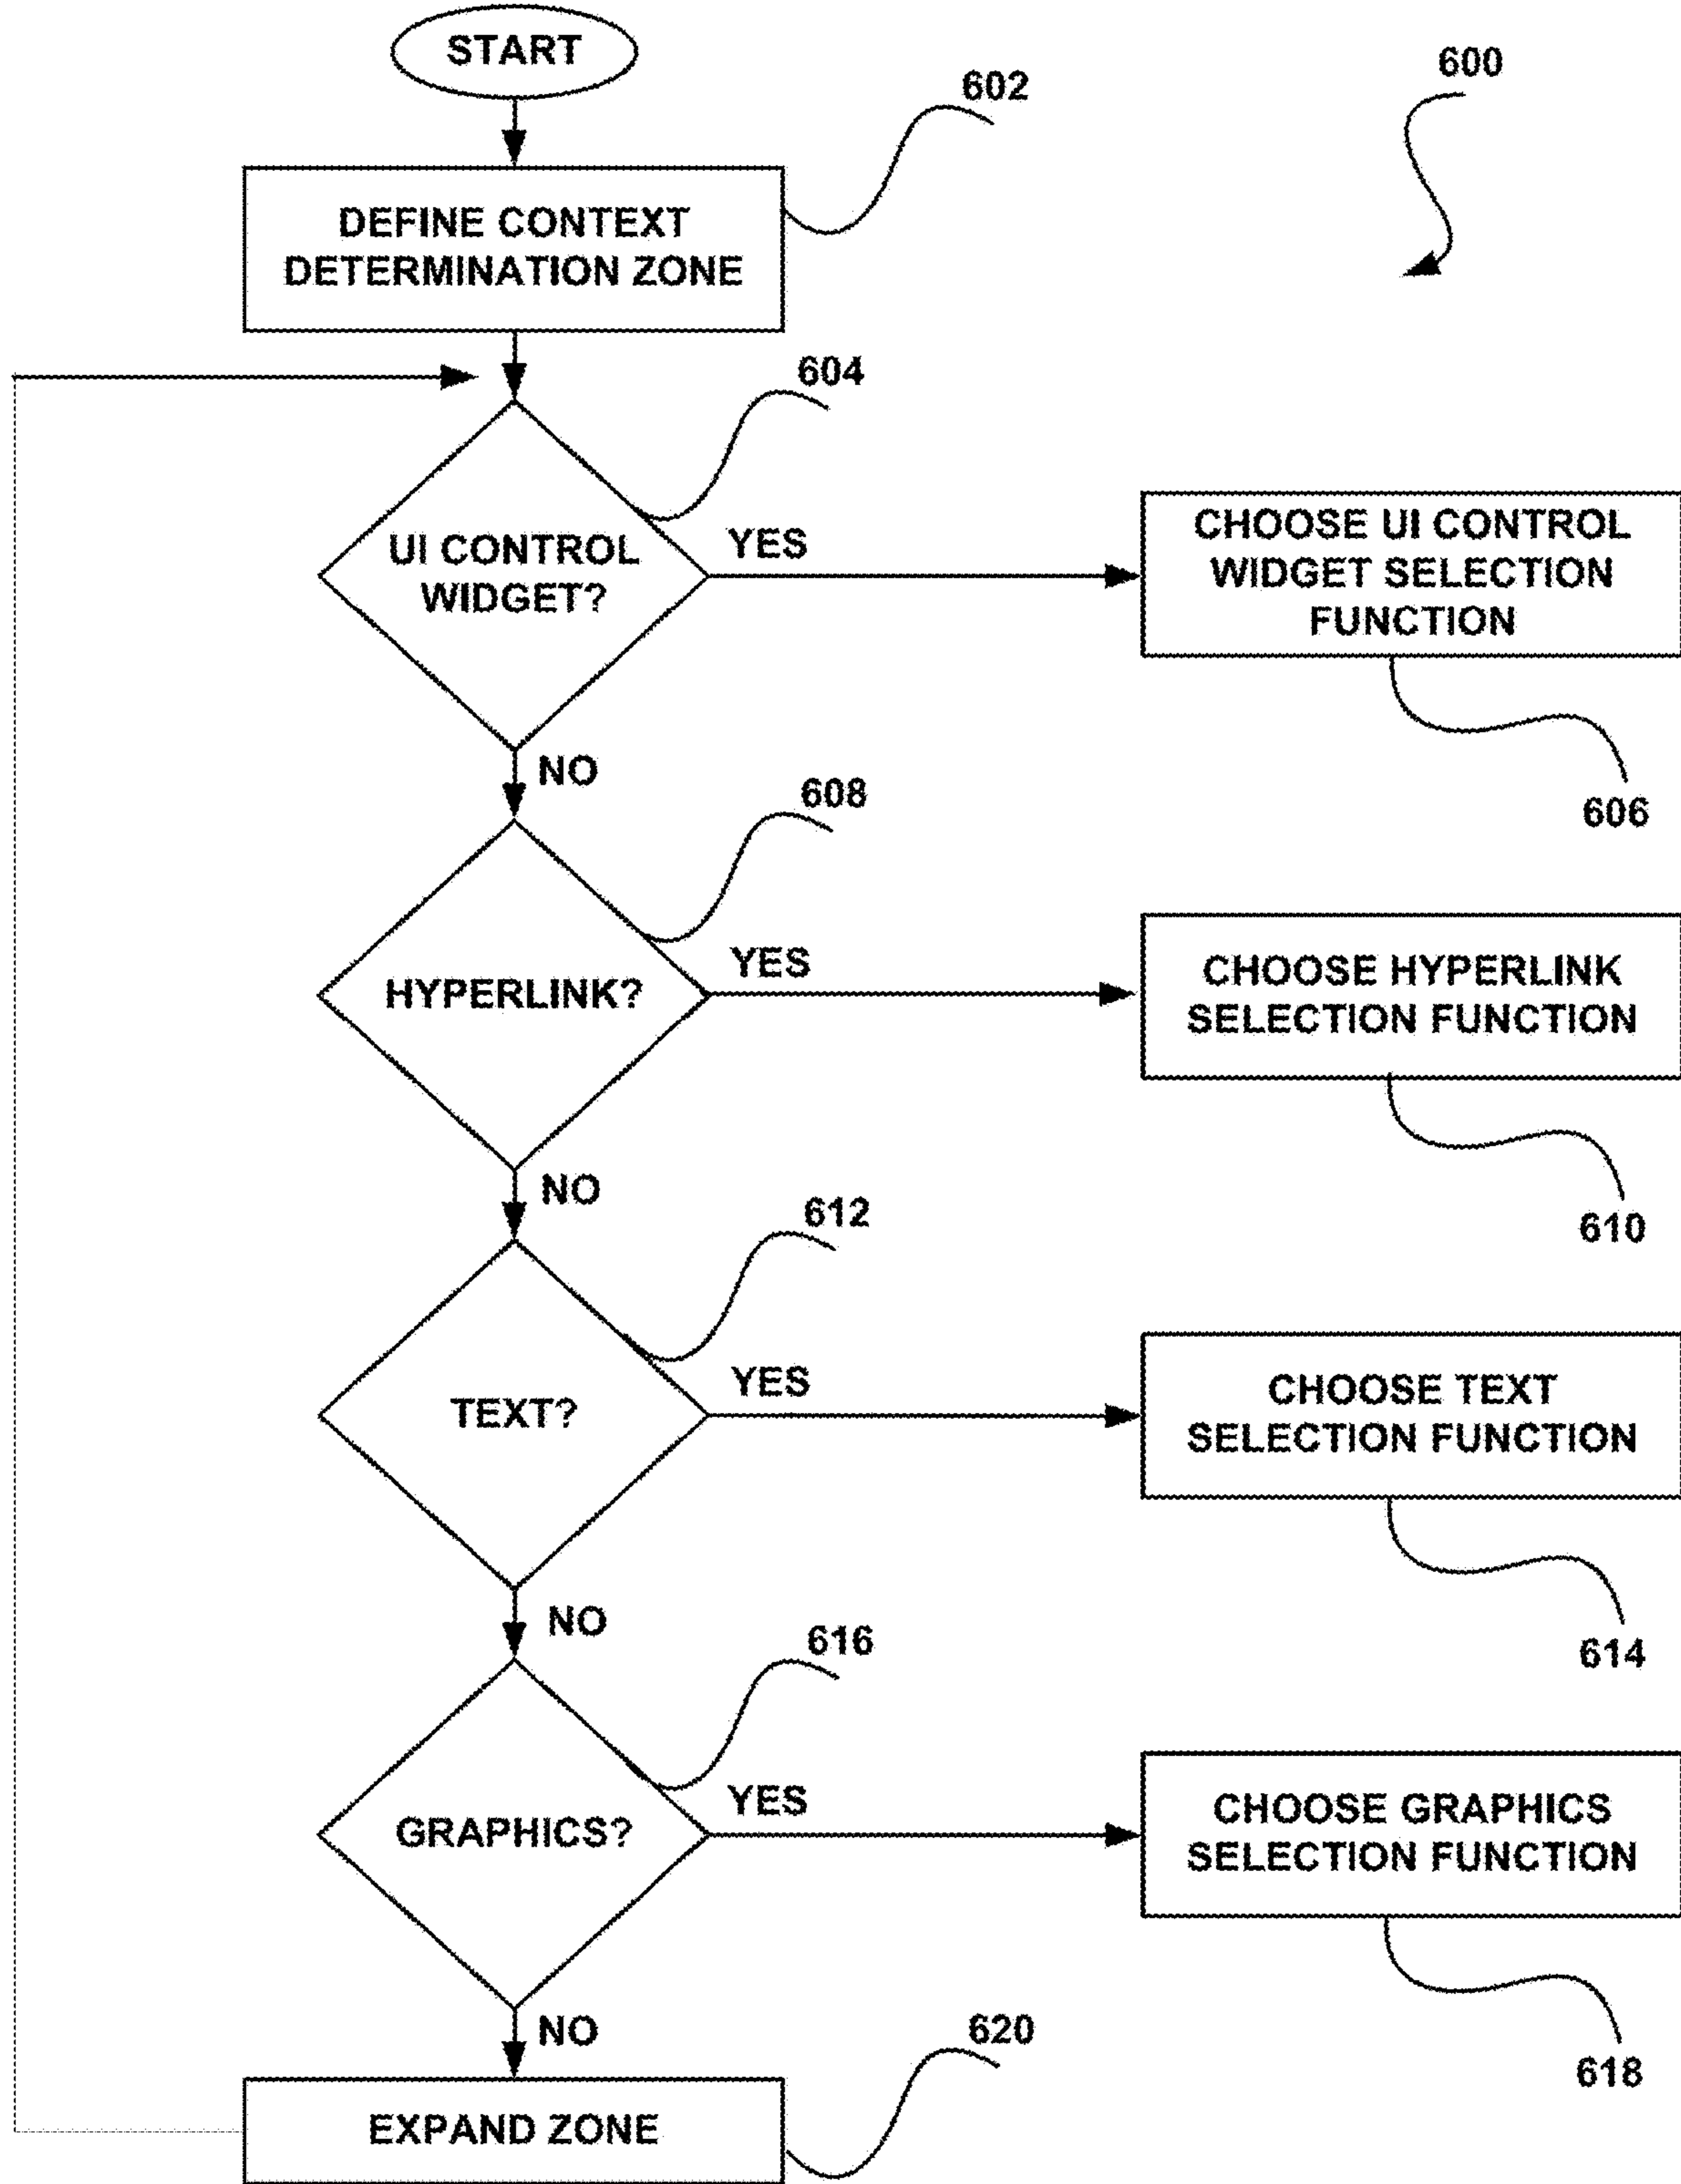 START
600
602
DEFINE CONTEXT
DETERMINATION ZONE
604
UI CONTROL
WIDGET?
YES
CHOOSE UI CONTROL
WIDGET SELECTION
FUNCTION
606
NO
608
HYPERLINK?
YES
CHOOSE HYPERLINK
SELECTION FUNCTION
610
NO
612
TEXT?
YES
CHOOSE TEXT
SELECTION FUNCTION
614
NO
616
GRAPHICS?
YES
CHOOSE GRAPHICS
SELECTION FUNCTION
618
NO
620
EXPAND ZONE